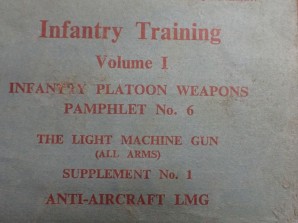 Infantry Training
Volume I
INFANTRY PLATOON WEAPONS
PAMPHLET No. 6
THE LIGHT MACHINE GUN
(ALL ARMS)
SUPPLEMENT No. 1
ANTI-AIRCRAFT LMG